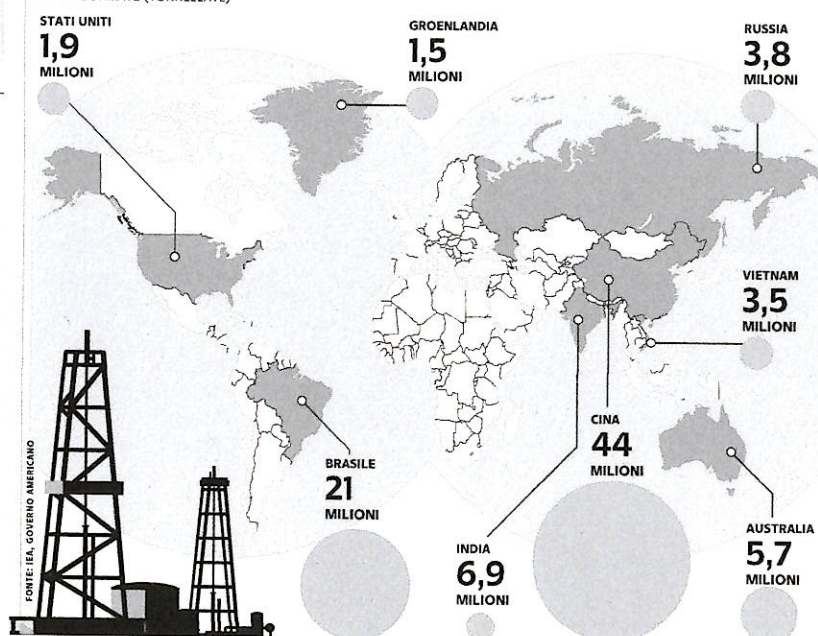 STATI UNITI
1,9
MILIONI
GROENLANDIA
1,5
MILIONI
RUSSIA
3,8
MILIONI
VIETNAM
3,5
MILIONI
CINA
44
MILIONI
BRASILE
21
MILIONI
INDIA
6,9
MILIONI
AUSTRALIA
5,7
MILIONI
FONTE: IEA, GOVERNO AMERICANO